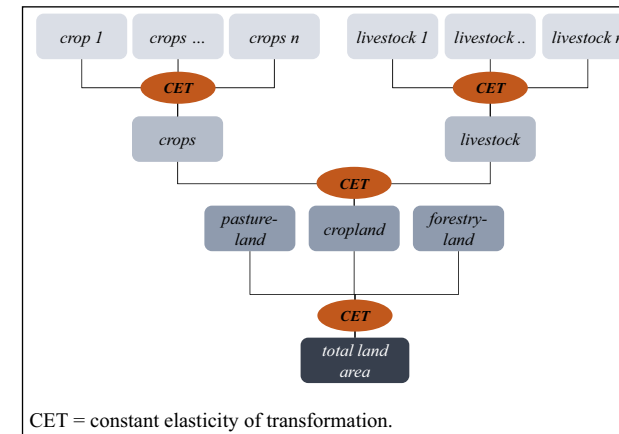 crop 1
crops ...
crops n
livestock 1
livestock ..
livestock n
CET
CET
crops
livestock
CET
pasture-
land
cropland
forestry-
land
CET
total land
area
CET = constant elasticity of transformation.